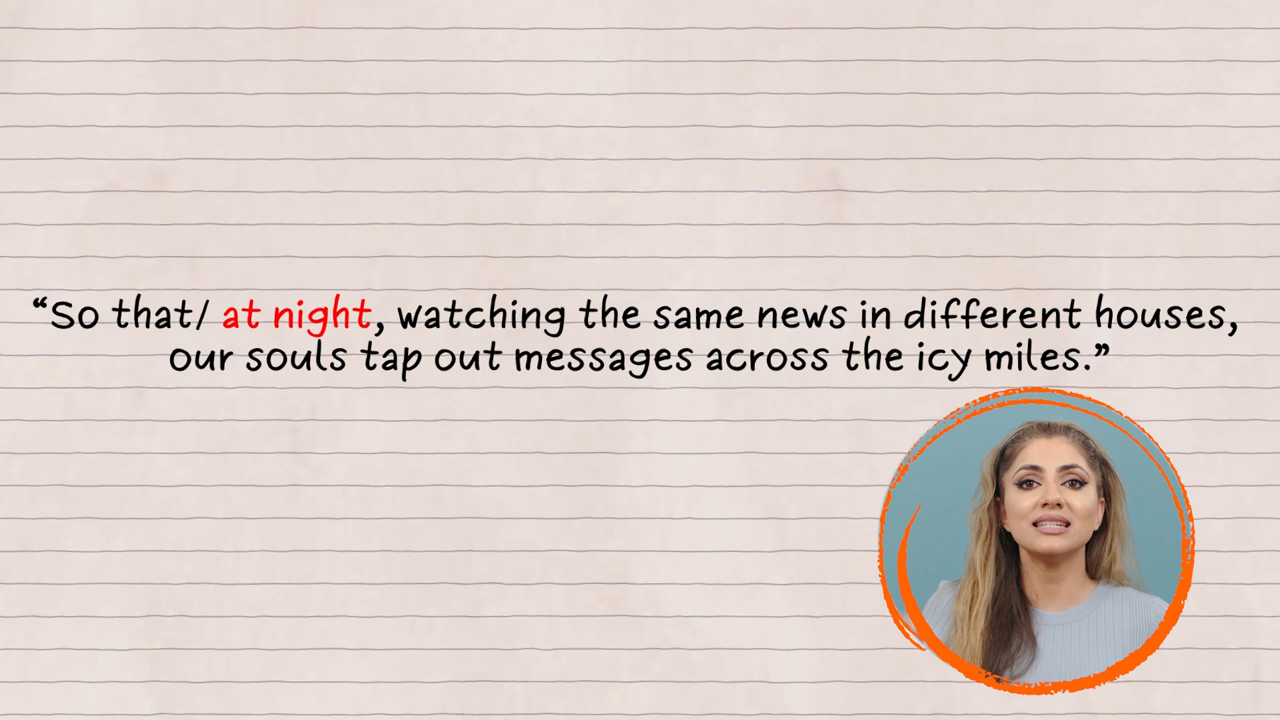 “So that/ at night, watching the same news in different houses,
our souls tap out messages across the icy miles.”